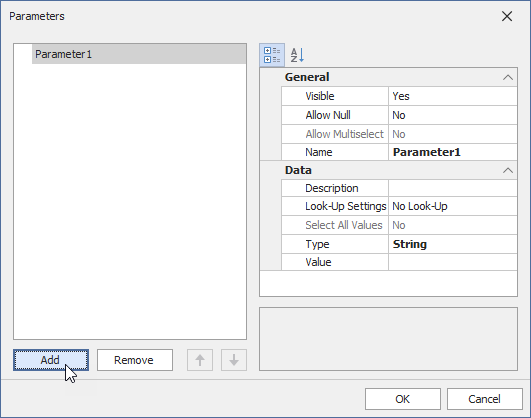 Parameters
Parameter1
A
Z
General
Visible Yes
Allow Null No
Allow Multiselect No
Name Parameter1
Data
Description
Look-Up Settings No Look-Up
Select All Values No
Type String
Value
Add Remove
OK Cancel